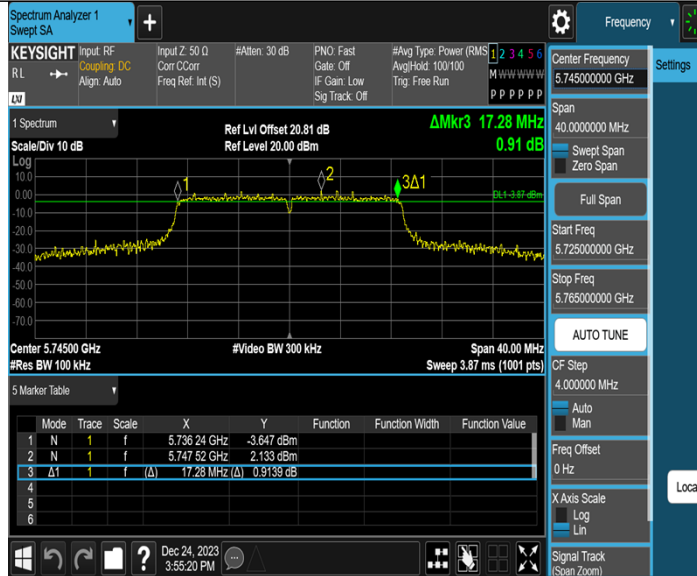 Spectrum Analyzer 1
Swept SA
+
Frequency
KEYSIGHT
RL
LXI
Input: RF
Coupling: DC
Align: Auto
Input Z: 50 Ω
Corr CCorr
Freq Ref: Int (S)
#Atten: 30 dB
PNO: Fast
Gate: Off
IF Gain: Low
Sig Track: Off
#Avg Type: Power (RMS
Avg|Hold: 100/100
Trig: Free Run
1 2 3 4 5 6
M W W W W W
P P P P P P
Center Frequency
5.745000000 GHz
Settings
1 Spectrum
Scale/Div 10 dB
Ref Lvl Offset 20.81 dB
Ref Level 20.00 dBm
ΔMkr3 17.28 MHz
0.91 dB
Log
10.0
0.00
-10.0
-20.0
-30.0
-40.0
-50.0
-60.0
-70.0
1
2
3Δ1
DL1 -3.87 dBm
Center 5.74500 GHz
#Res BW 100 kHz
#Video BW 300 kHz
Span 40.00 MHz
Sweep 3.87 ms (1001 pts)
Span
40.0000000 MHz
Swept Span
Zero Span
Full Span
Start Freq
5.725000000 GHz
Stop Freq
5.765000000 GHz
AUTO TUNE
CF Step
4.000000 MHz
Auto
Man
Freq Offset
0 Hz
X Axis Scale
Log
Lin
Signal Track
(Span Zoom)
Loca
5 Marker Table
Mode Trace Scale X Y Function Function Width Function Value
1 N 1 f 5.736 24 GHz -3.647 dBm
2 N 1 f 5.747 52 GHz 2.133 dBm
3 Δ1 1 f (Δ) 17.28 MHz (Δ) 0.9139 dB
4
5
6
?
Dec 24, 2023
3:55:20 PM